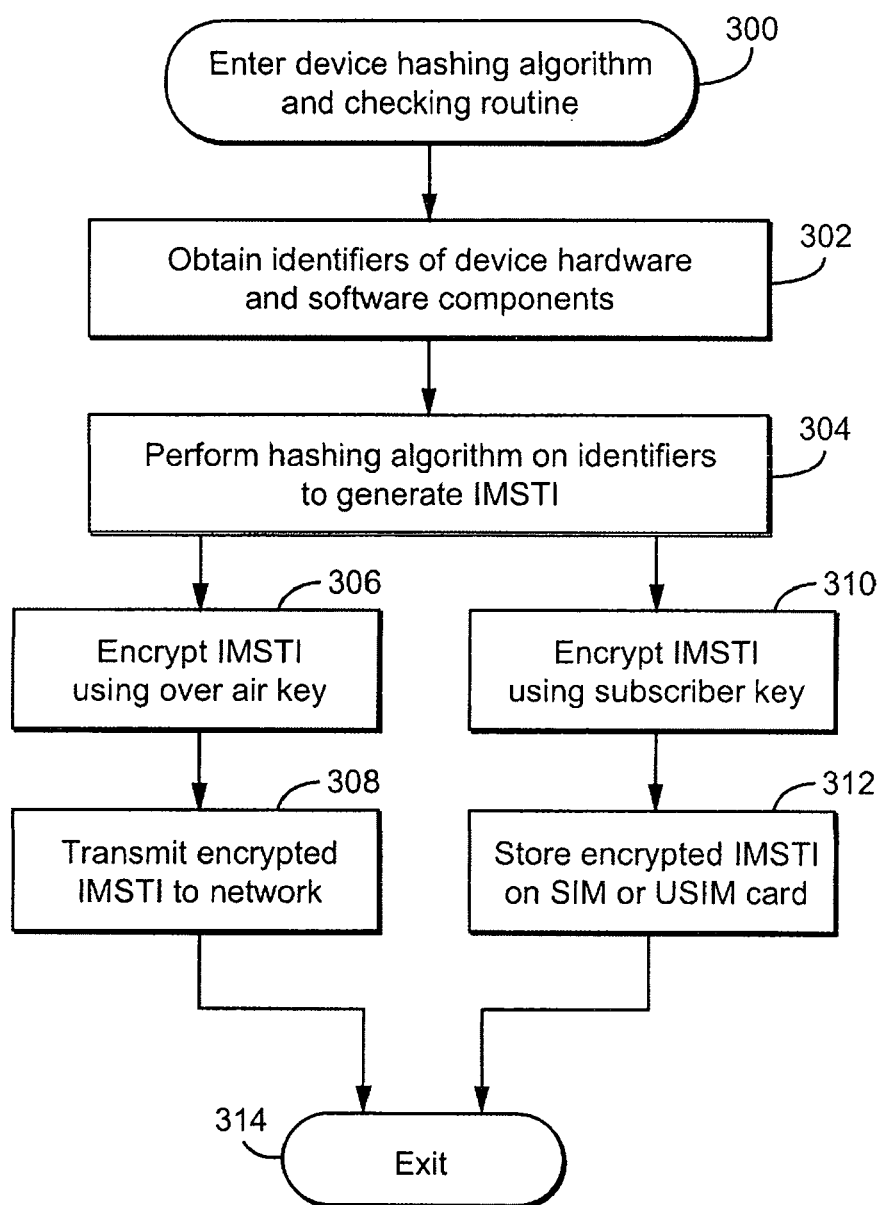 300
Enter device hashing algorithm
and checking routine
302
Obtain identifiers of device hardware
and software components
304
Perform hashing algorithm on identifiers
to generate IMSTI
306
Encrypt IMSTI
using over air key
310
Encrypt IMSTI
using subscriber key
308
Transmit encrypted
IMSTI to network
312
Store encrypted IMSTI
on SIM or USIM card
314
Exit